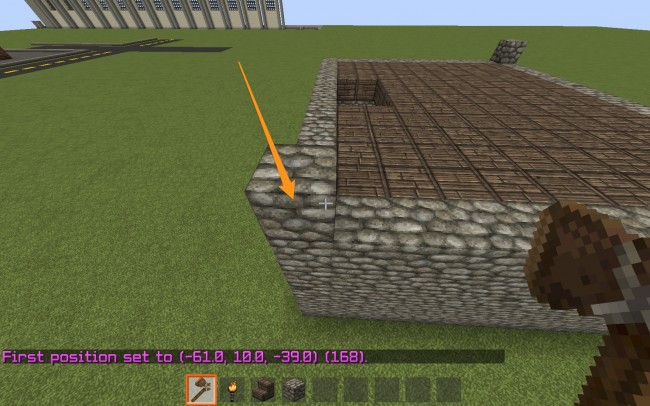 First position set to (-61.0, 10.0, -39.0) (168).